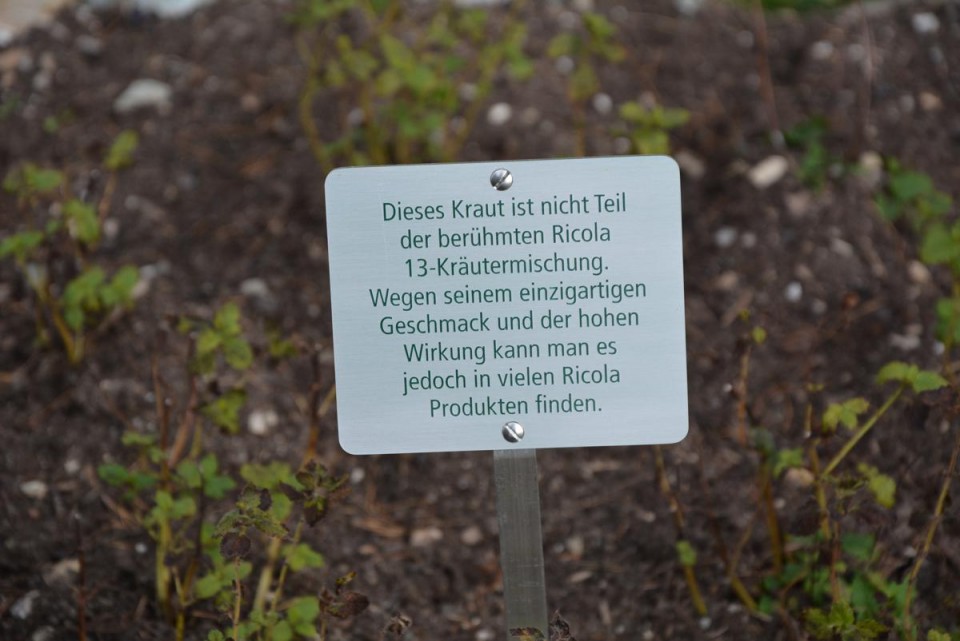 Dieses Kraut ist nicht Teil
der berühmten Ricola
13-Kräutermischung.
Wegen seinem einzigartigen
Geschmack und der hohen
Wirkung kann man es
jedoch in vielen Ricola
Produkten finden.